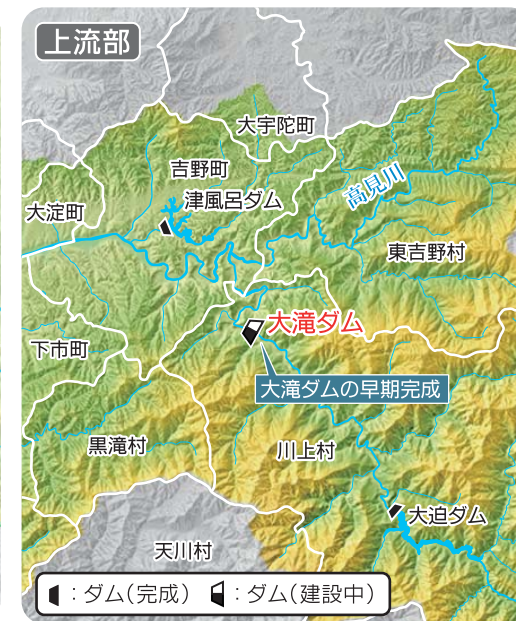 上流部
大宇陀町
吉野町
高見川
津風呂ダム
大淀町
東吉野村
大滝ダム
下市町
大滝ダムの早期完成
黒滝村
川上村
大迫ダム
天川村
：ダム（完成） ：ダム（建設中）